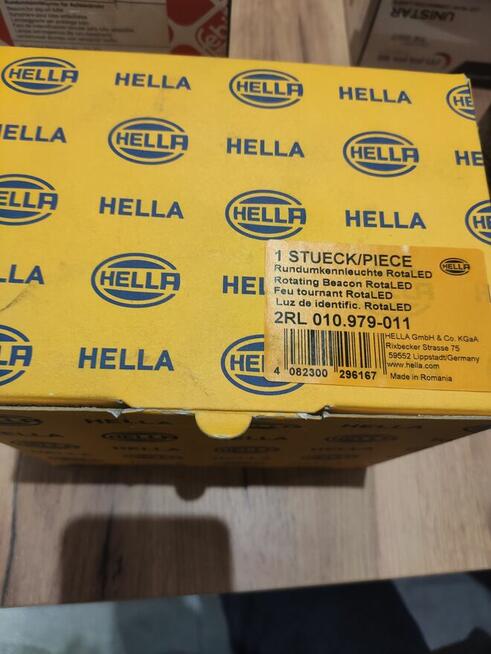 UNISTAR
HELLA HELLA HELLA HELLA
HELLA HELLA HELLA
HELLA HELLA HELLA
1 STUECK/PIECE HELLA
Rundumkennleuchte RotaLED
Rotating Beacon RotaLED
Feu tournant RotaLED
Luz de identific. RotaLED
2RL 010.979-011
HELLA GmbH & Co. KGaA
Rixbecker Strasse 75
59552 Lippstadt/Germany
www.hella.com
Made in Romania
4 082300 296167
HELLA HELLA
HELLA HELLA
HELLA HELLA